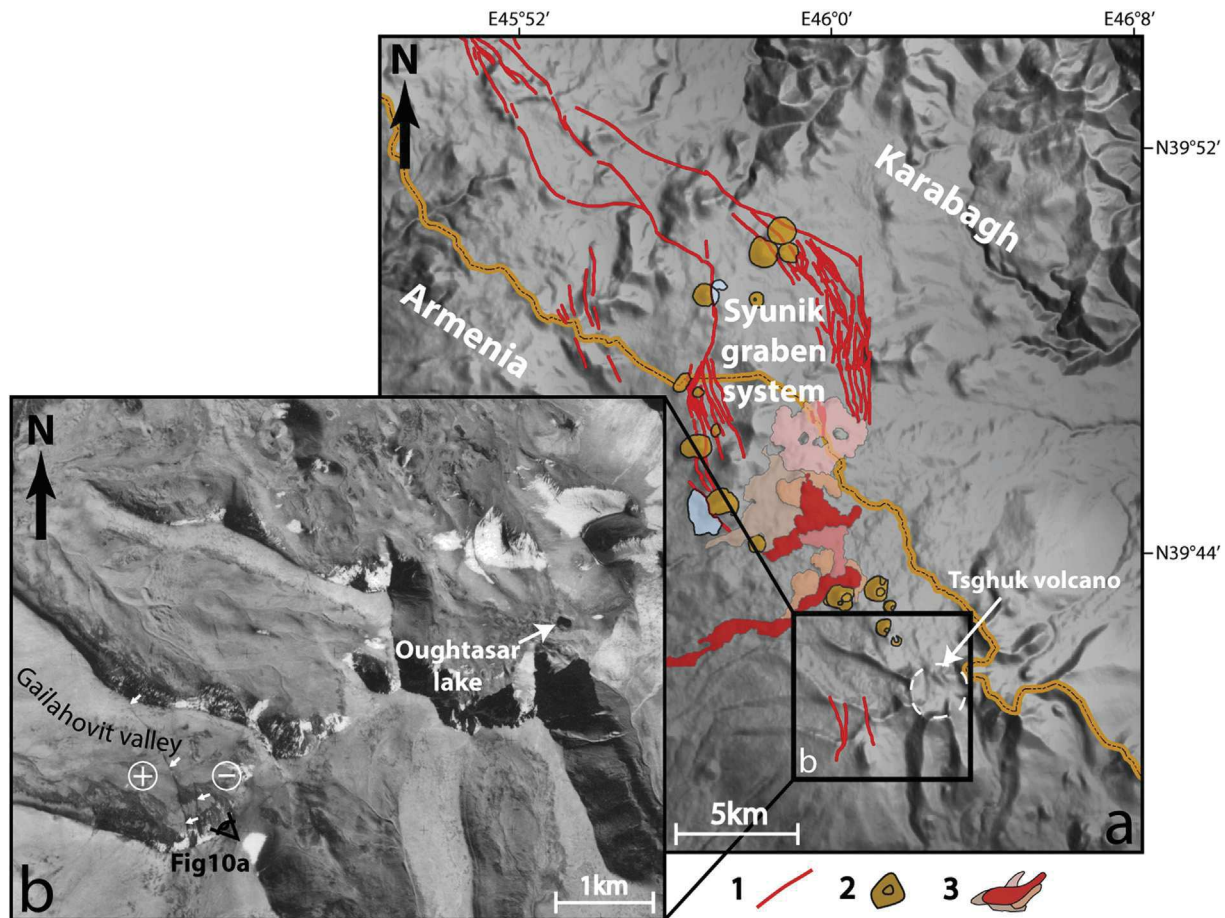 E45°52’
E46°0’
E46°8’
N
N39°52’
Karabagh
Armenia
Syunik
graben
system
N39°44’
Tsghuk volcano
b
5km
a
N
Oughtasar
lake
Gailahovit valley
+
−
Fig10a
b
1km
1
2
3